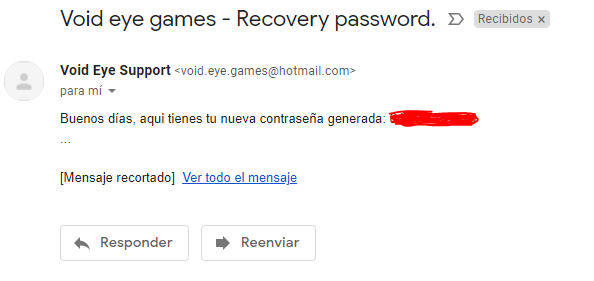 Void eye games - Recovery password. Recibidos x
Void Eye Support <void.eye.games@hotmail.com>
para mí
Buenos días, aqui tienes tu nueva contraseña generada:
...
[Mensaje recortado] Ver todo el mensaje
Responder Reenviar